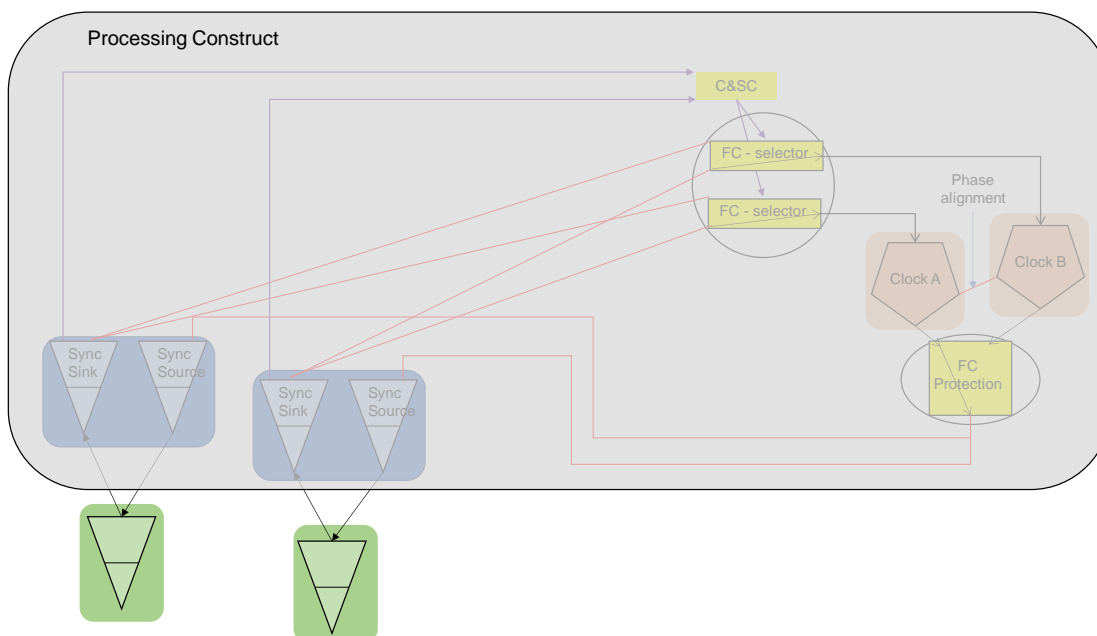 Processing Construct
C&SC
FC - selector
FC - selector
Phase
alignment
Clock A
Clock B
Sync
Sink
Sync
Source
Sync
Sink
Sync
Source
FC
Protection